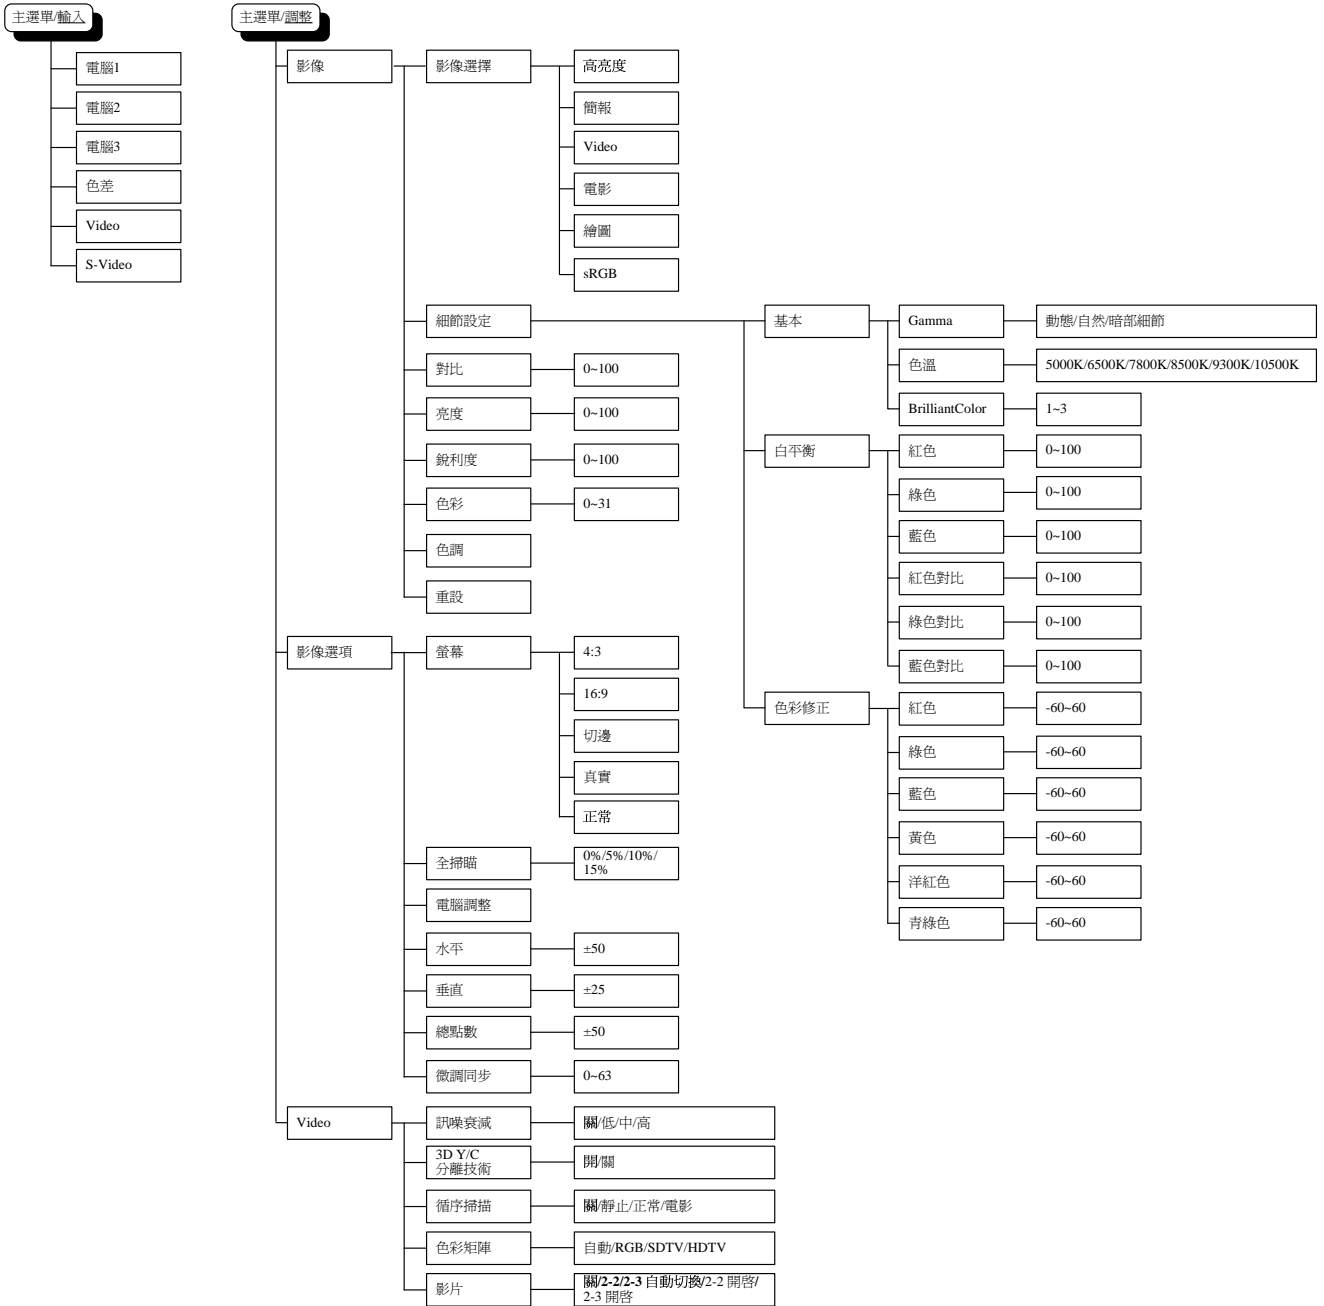 主選單/輸入
電腦1
電腦2
電腦3
色差
Video
S-Video
主選單/調整
影像
影像選擇
高亮度
簡報
Video
電影
繪圖
sRGB
細節設定
基本
Gamma
動態/自然/暗部細節
色溫
5000K/6500K/7800K/8500K/9300K/10500K
BrilliantColor
1~3
白平衡
紅色
0~100
綠色
0~100
藍色
0~100
紅色對比
0~100
綠色對比
0~100
藍色對比
0~100
色彩修正
紅色
-60~60
綠色
-60~60
藍色
-60~60
黃色
-60~60
洋紅色
-60~60
青綠色
-60~60
對比
0~100
亮度
0~100
銳利度
0~100
色彩
0~31
色調
重設
影像選項
螢幕
4:3
16:9
切邊
真實
正常
全掃瞄
0%/5%/10%/
15%
電腦調整
水平
±50
垂直
±25
總點數
±50
微調同步
0~63
Video
訊噪衰減
關/低/中/高
3D Y/C
分離技術
開/關
循序掃描
關/靜止/正常/電影
色彩矩陣
自動/RGB/SDTV/HDTV
影片
關/2-2/2-3 自動切換/2-2 開啓/
2-3 開啓